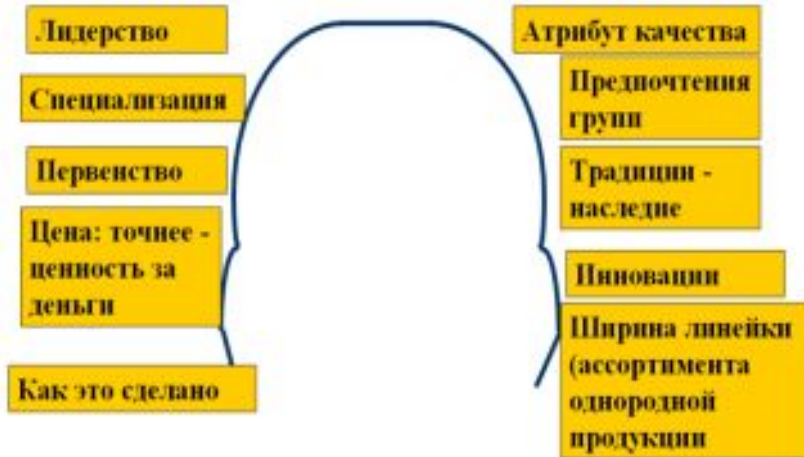 Лидерство
Специализация
Первенство
Цена: точнее -
ценность за
деньги
Как это сделано
Атрибут качества
Предпочтения
групп
Традиции -
наследие
Инновации
Ширина линейки
(ассортимента
однородной
продукции